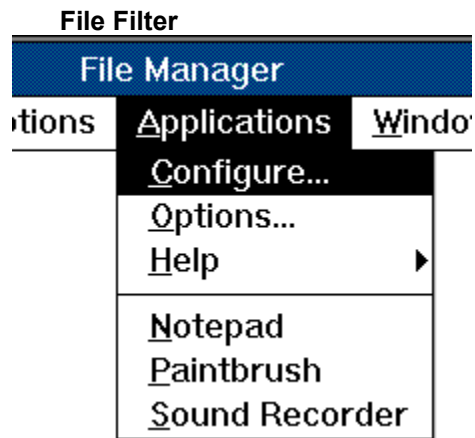 File Filter
File Manager
tions Applications Windo
Configure...
Options...
Help
Notepad
Paintbrush
Sound Recorder